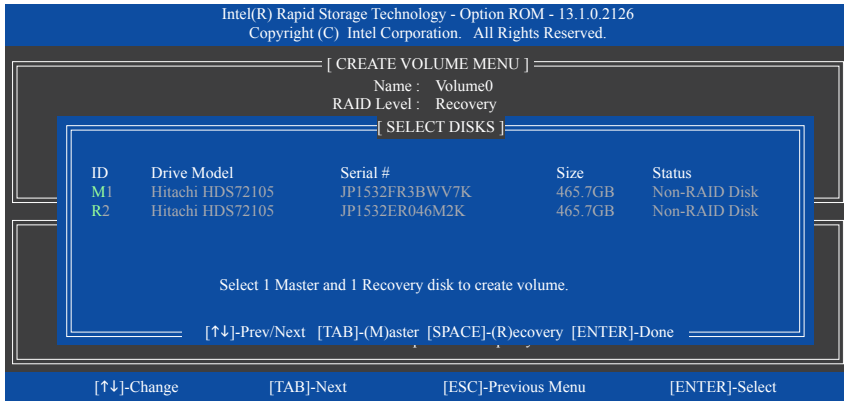 Intel(R) Rapid Storage Technology - Option ROM - 13.1.0.2126
Copyright (C) Intel Corporation. All Rights Reserved.
[ CREATE VOLUME MENU ]
Name : Volume0
RAID Level : Recovery
[ SELECT DISKS ]
ID Drive Model Serial # Size Status
M1 Hitachi HDS72105 JP1532FR3BWV7K 465.7GB Non-RAID Disk
R2 Hitachi HDS72105 JP1532ER046M2K 465.7GB Non-RAID Disk
Select 1 Master and 1 Recovery disk to create volume.
[↑↓]-Prev/Next [TAB]-(M)aster [SPACE]-(R)ecovery [ENTER]-Done
[↑↓]-Change [TAB]-Next [ESC]-Previous Menu [ENTER]-Select